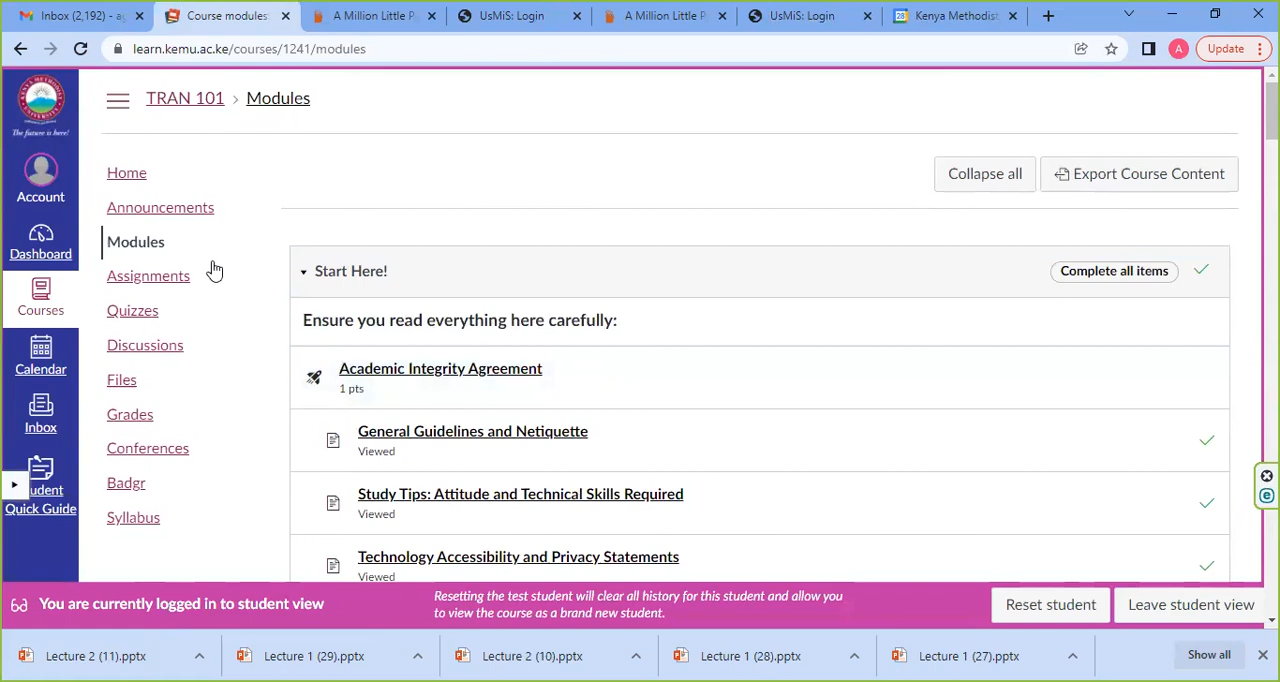 Inbox (2,192) - ag
Course modules:
A Million Little P
UsMiS: Login
A Million Little P
UsMiS: Login
28
Kenya Methodist
learn.kemu.ac.ke/courses/1241/modules
A
Update
The future is here!
Account
Dashboard
Courses
Calendar
Inbox
tudent
Quick Guide
TRAN 101 › Modules
Home
Announcements
Modules
Assignments
Quizzes
Discussions
Files
Grades
Conferences
Badgr
Syllabus
Collapse all
Export Course Content
Start Here!
Complete all items
Ensure you read everything here carefully:
Academic Integrity Agreement
1 pts
General Guidelines and Netiquette
Viewed
Study Tips: Attitude and Technical Skills Required
Viewed
Technology Accessibility and Privacy Statements
Viewed
You are currently logged in to student view
Resetting the test student will clear all history for this student and allow you
to view the course as a brand new student.
Reset student
Leave student view
Lecture 2 (11).pptx
Lecture 1 (29).pptx
Lecture 2 (10).pptx
Lecture 1 (28).pptx
Lecture 1 (27).pptx
Show all